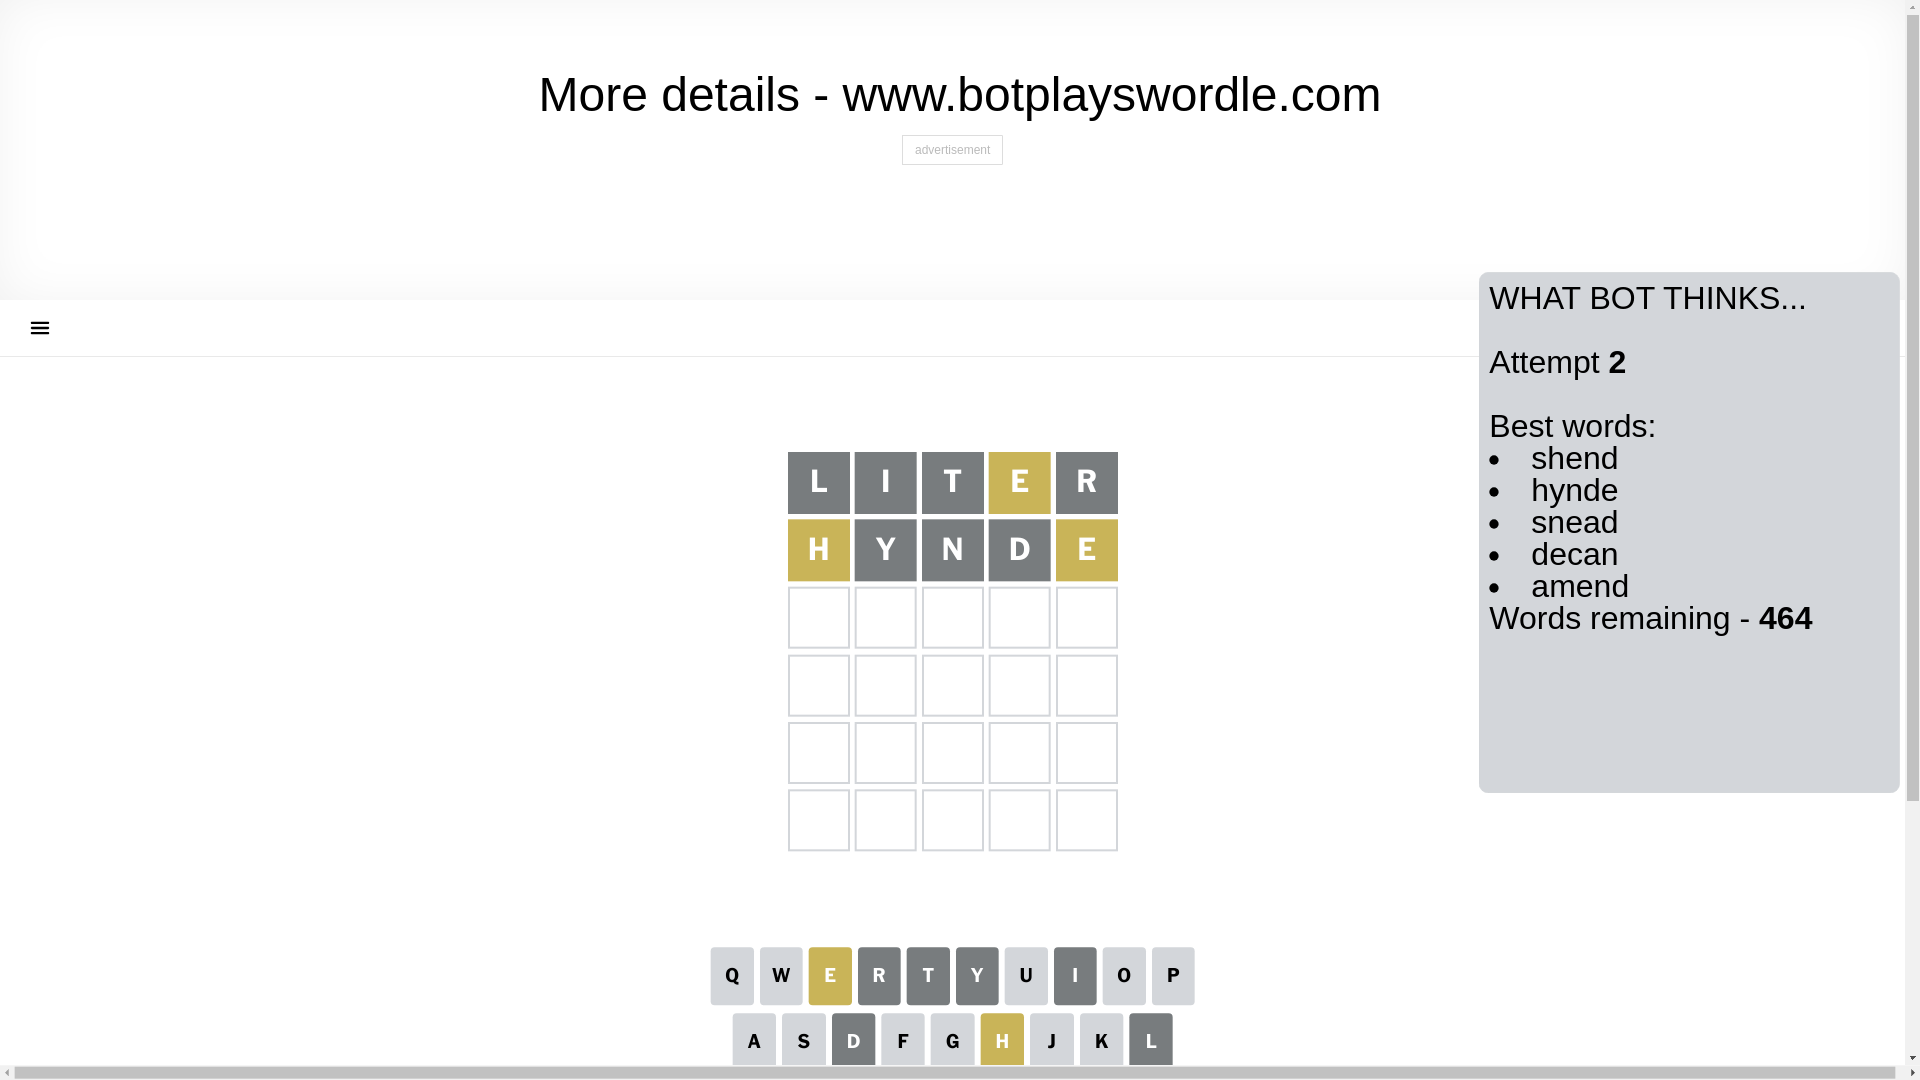 More details - www.botplayswordle.com
advertisement
WHAT BOT THINKS...
Attempt 2
Best words:
• shend
• hynde
• snead
• decan
• amend
Words remaining - 464
L I T E R
H Y N D E
Q W E R T Y U I O P
A S D F G H J K L